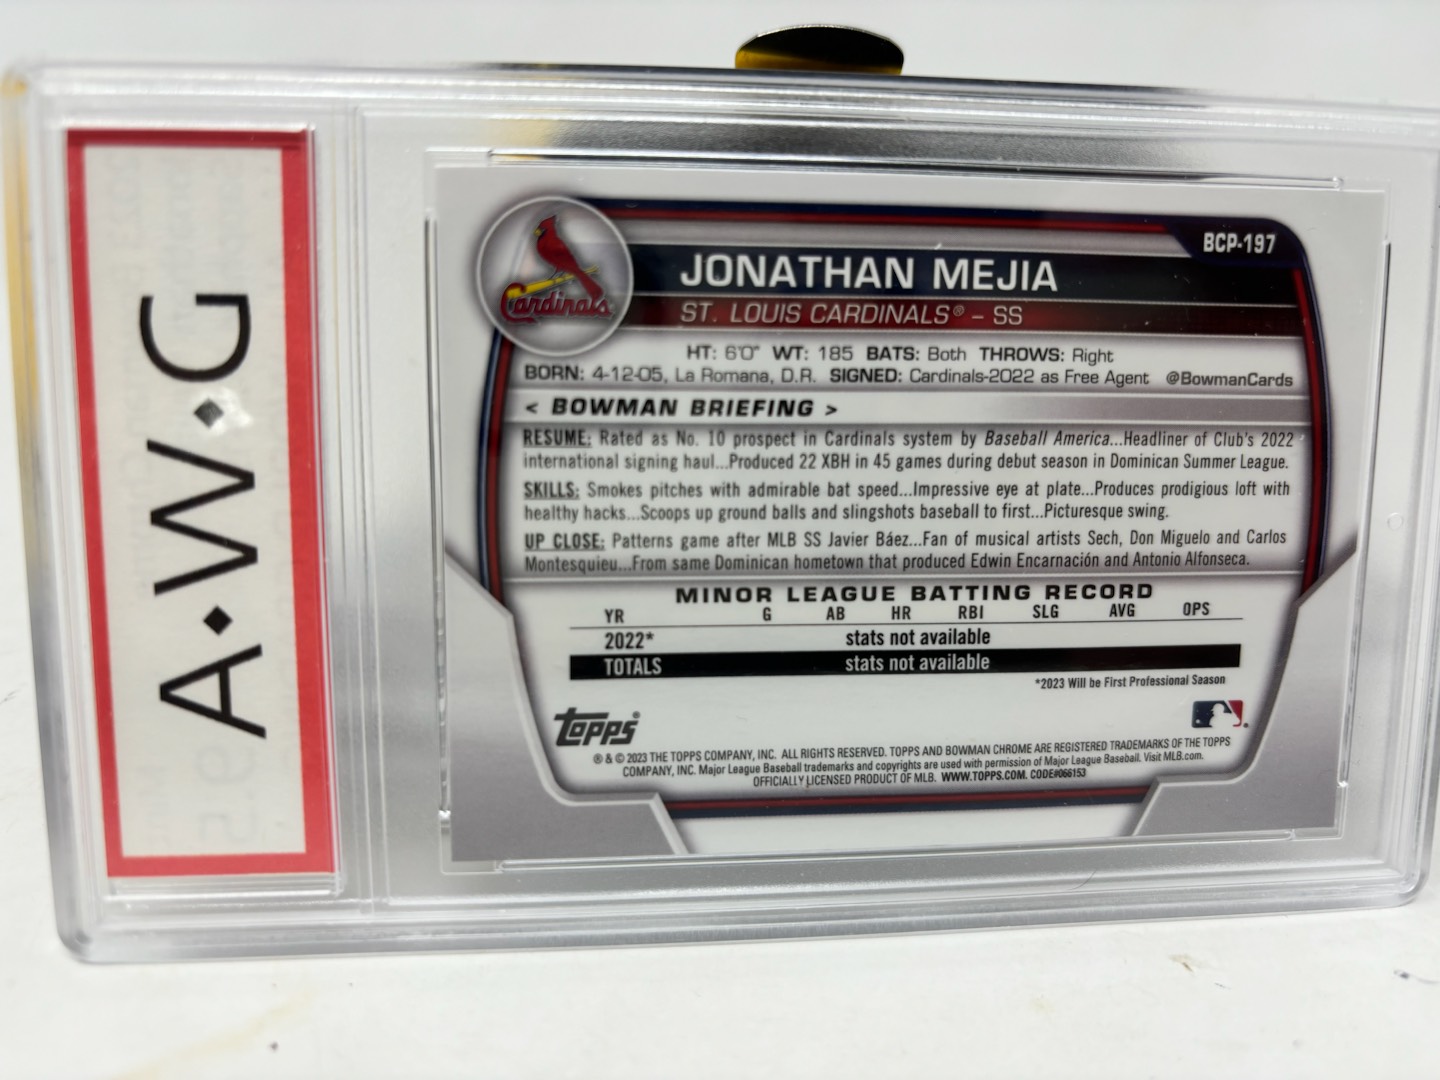 A◆W◆G
BCP-197
Cardinals
JONATHAN MEJIA
ST. LOUIS CARDINALS® - SS
HT: 6'0" WT: 185 BATS: Both THROWS: Right
BORN: 4-12-05, La Romana, D.R. SIGNED: Cardinals-2022 as Free Agent @BowmanCards
< BOWMAN BRIEFING >
RESUME: Rated as No. 10 prospect in Cardinals system by Baseball America...Headliner of Club's 2022
international signing haul...Produced 22 XBH in 45 games during debut season in Dominican Summer League.
SKILLS: Smokes pitches with admirable bat speed...Impressive eye at plate...Produces prodigious loft with
healthy hacks...Scoops up ground balls and slingshots baseball to first...Picturesque swing.
UP CLOSE: Patterns game after MLB SS Javier Báez...Fan of musical artists Sech, Don Miguelo and Carlos
Montesquieu...From same Dominican hometown that produced Edwin Encarnación and Antonio Alfonseca.
MINOR LEAGUE BATTING RECORD
YR G AB HR RBI SLG AVG OPS
2022* stats not available
TOTALS stats not available
*2023 Will be First Professional Season
topps®
® & © 2023 THE TOPPS COMPANY, INC. ALL RIGHTS RESERVED. TOPPS AND BOWMAN CHROME ARE REGISTERED TRADEMARKS OF THE TOPPS
COMPANY, INC. Major League Baseball trademarks and copyrights are used with permission of Major League Baseball. Visit MLB.com.
OFFICIALLY LICENSED PRODUCT OF MLB. WWW.TOPPS.COM. CODE#066153